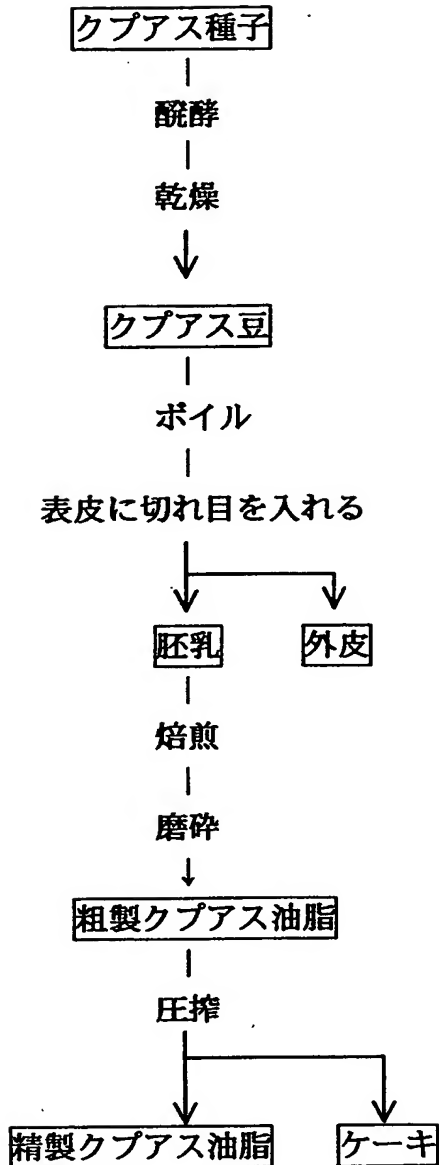 クプアス種子
醗酵
乾燥
クプアス豆
ボイル
表皮に切れ目を入れる
胚乳 外皮
焙煎
磨砕
粗製クプアス油脂
圧搾
精製クプアス油脂 ケーキ